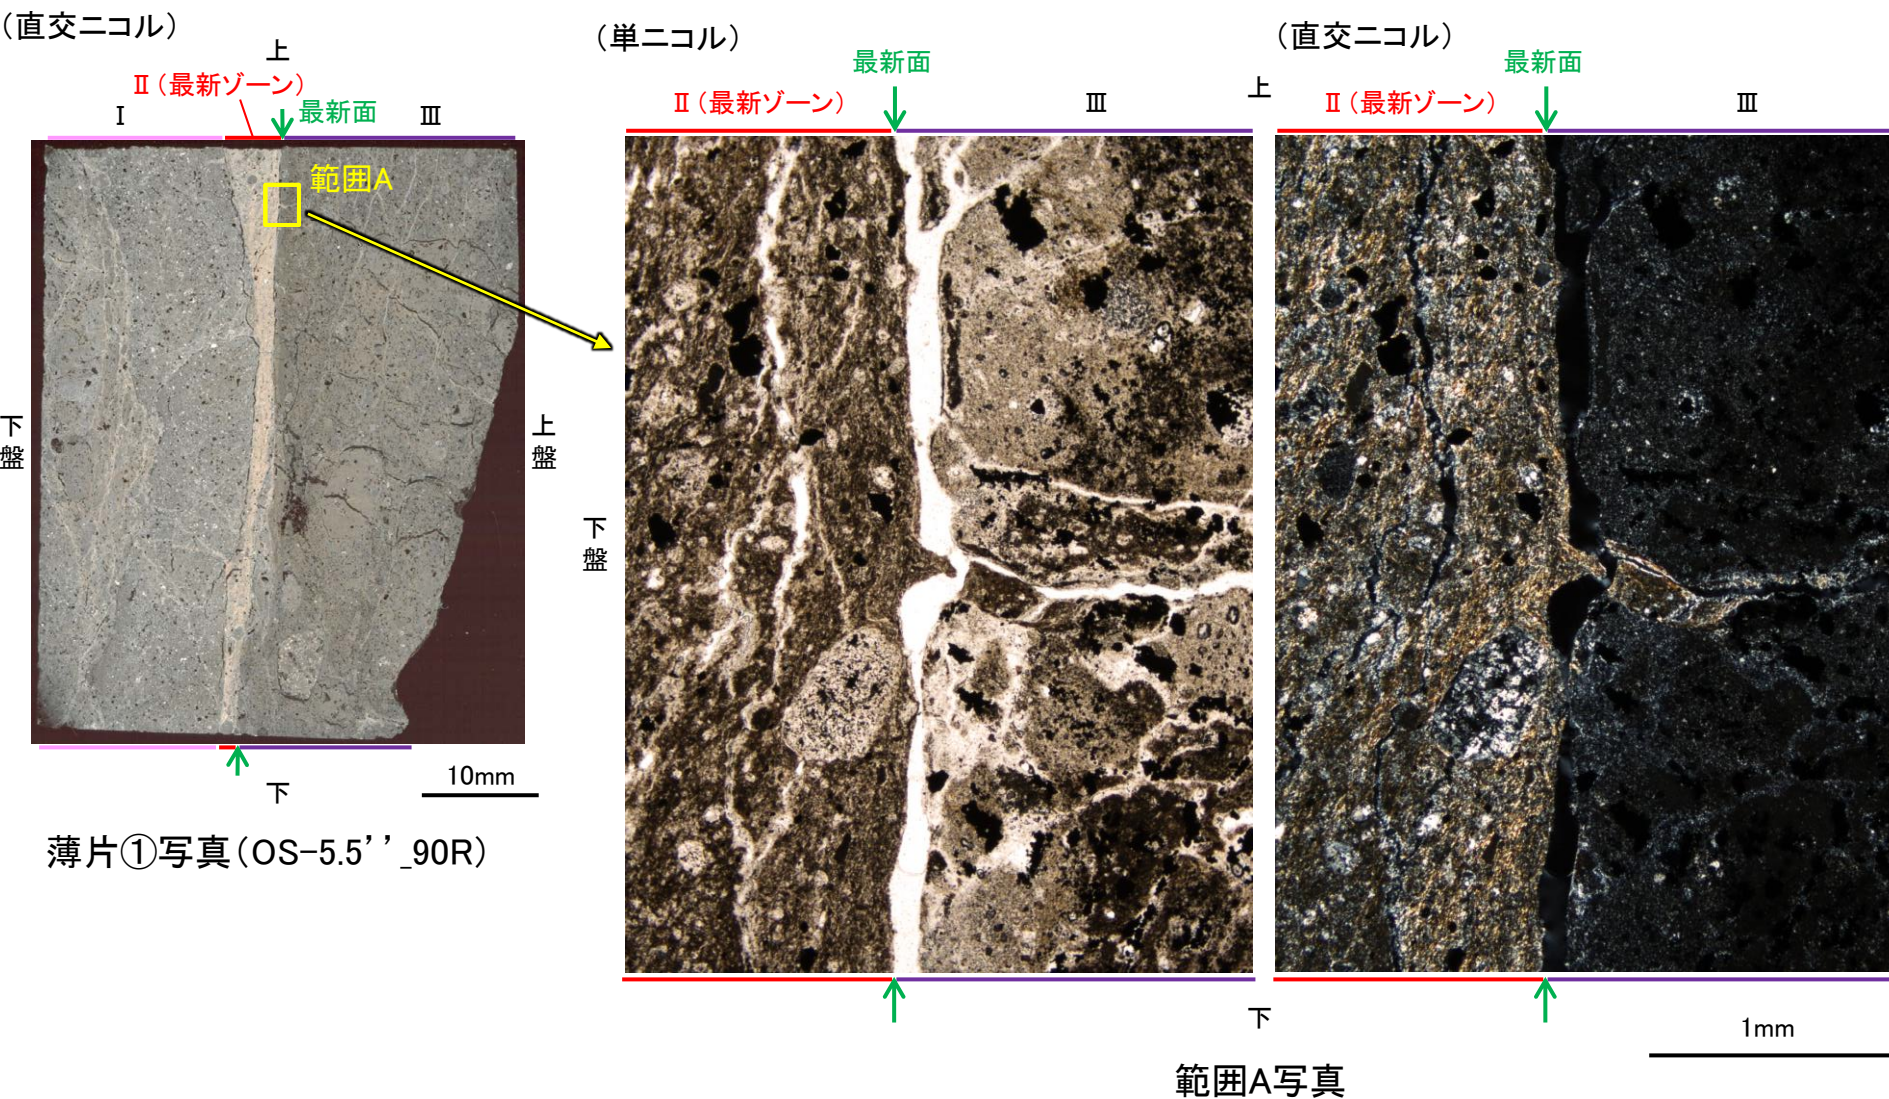 (直交ニコル)
上
Ⅱ(最新ゾーン)
最新面
Ⅰ
Ⅲ
範囲A
下盤
上盤
10mm
下
薄片①写真(OS-5.5’’_90R)
(単ニコル)
最新面
Ⅱ(最新ゾーン)
Ⅲ
上
(直交ニコル)
最新面
Ⅱ(最新ゾーン)
Ⅲ
下盤
下
1mm
範囲A写真